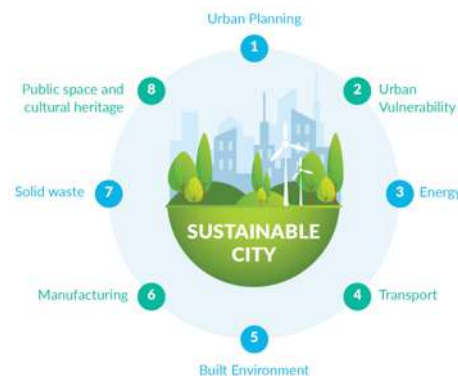 Urban Planning
1
8
Public space and
cultural heritage
2
Urban
Vulnerability
Solid waste
7
3
Energy
SUSTAINABLE
CITY
Manufacturing
6
4
Transport
5
Built Environment